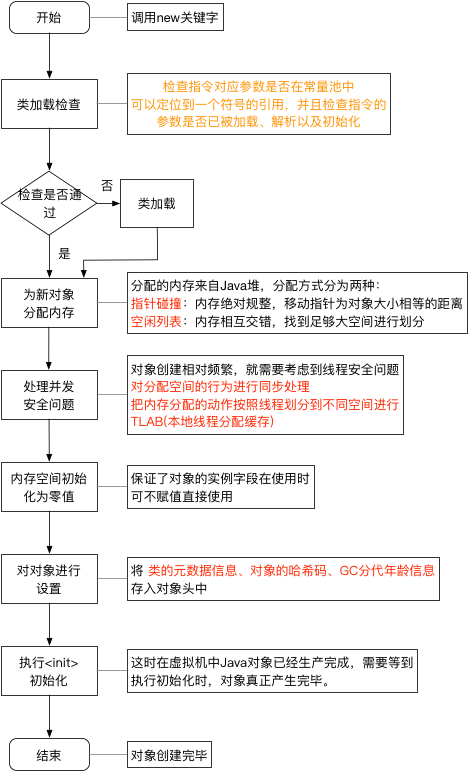 开始
调用new关键字
类加载检查
检查指令对应参数是否在常量池中
可以定位到一个符号的引用，并且检查指令的
参数是否已被加载、解析以及初始化
检查是否通
过
否
类加载
是
为新对象
分配内存
分配的内存来自Java堆，分配方式分为两种：
指针碰撞：内存绝对规整，移动指针为对象大小相等的距离
空闲列表：内存相互交错，找到足够大空间进行划分
处理并发
安全问题
对象创建相对频繁，就需要考虑到线程安全问题
对分配空间的行为进行同步处理
把内存分配的动作按照线程划分到不同空间进行
TLAB(本地线程分配缓存)
内存空间初始
化为零值
保证了对象的实例字段在使用时
可不赋值直接使用
对对象进行
设置
将 类的元数据信息、对象的哈希码、GC分代年龄信息
存入对象头中
执行<init>
初始化
这时在虚拟机中Java对象已经生产完成，需要等到
执行初始化时，对象真正产生完毕。
结束
对象创建完毕